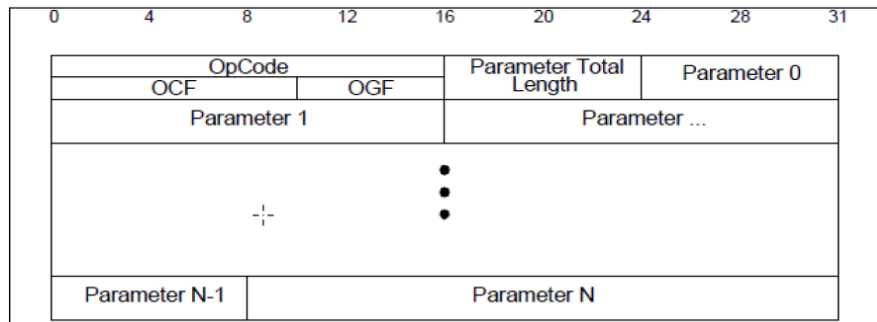 0 4 8 12 16 20 24 28 31
OpCode
OCF OGF
Parameter Total
Length
Parameter 0
Parameter 1 Parameter ...
Parameter N-1 Parameter N